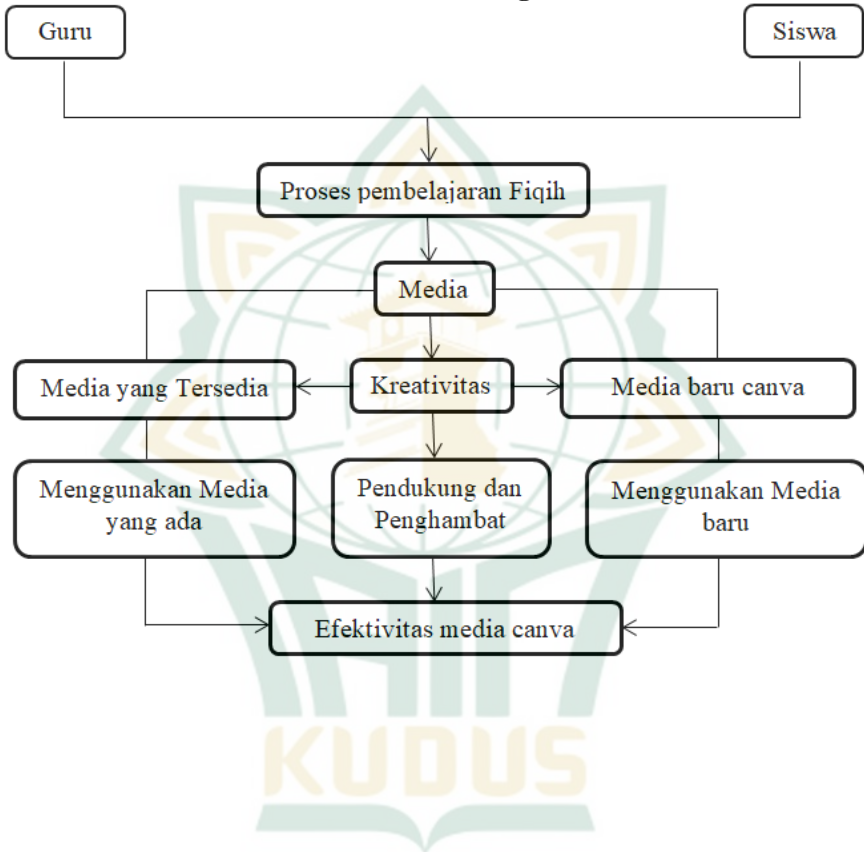 Guru
Siswa
Proses pembelajaran Fiqih
Media
Media yang Tersedia
Kreativitas
Media baru canva
Menggunakan Media
yang ada
Pendukung dan
Penghambat
Menggunakan Media
baru
Efektivitas media canva
KUDUS